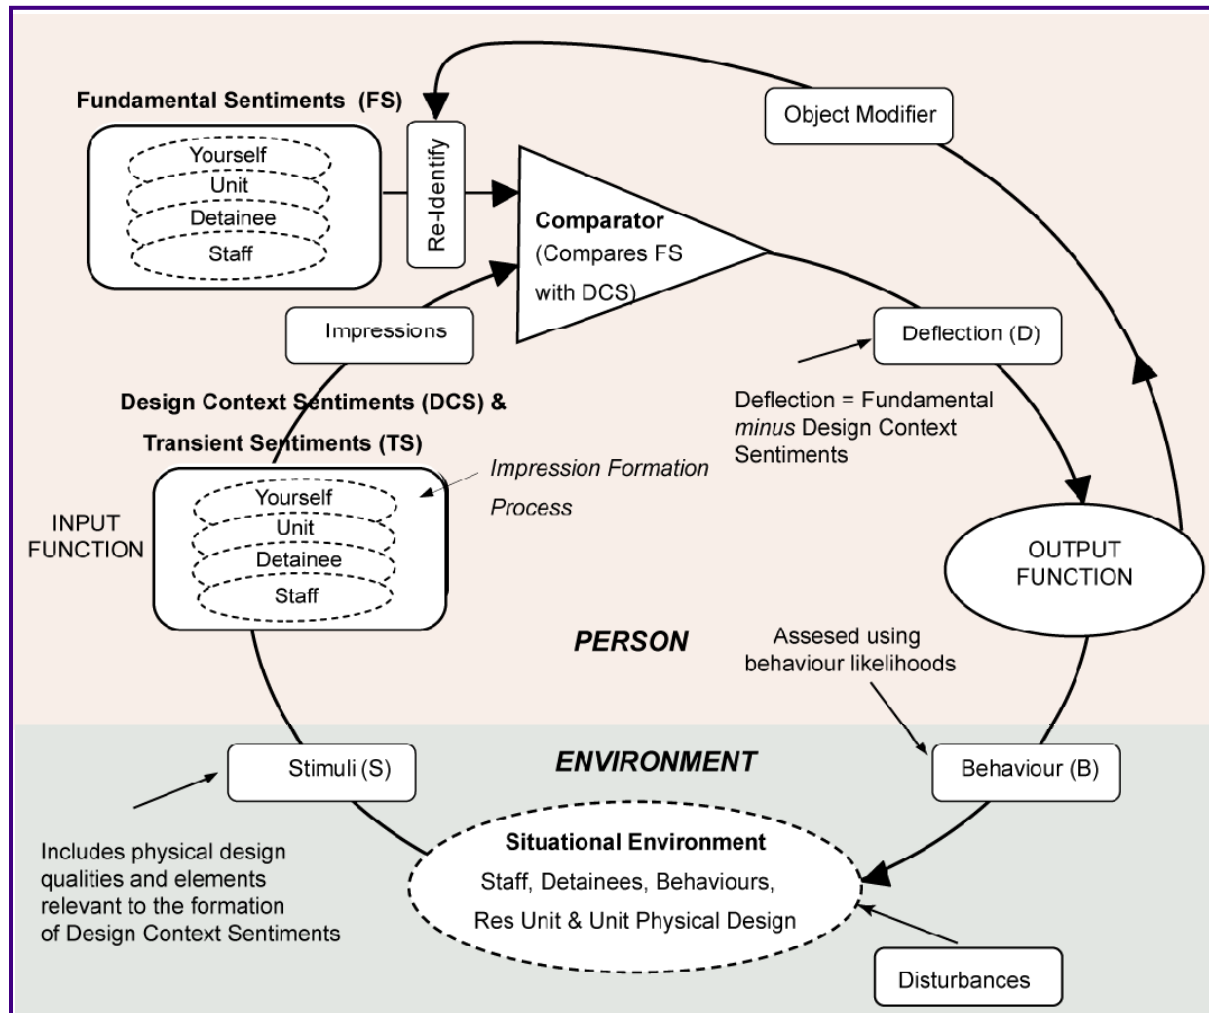 Fundamental Sentiments (FS)
Yourself
Unit
Detainee
Staff
Re-Identify
Object Modifier
Comparator
(Compares FS
with DCS)
Impressions
Deflection (D)
Deflection = Fundamental
minus Design Context
Sentiments
Design Context Sentiments (DCS) &
Transient Sentiments (TS)
Impression Formation
Process
INPUT
FUNCTION
Yourself
Unit
Detainee
Staff
OUTPUT
FUNCTION
PERSON
Assesed using
behaviour likelihoods
ENVIRONMENT
Stimuli (S)
Behaviour (B)
Includes physical design
qualities and elements
relevant to the formation
of Design Context Sentiments
Situational Environment
Staff, Detainees, Behaviours,
Res Unit & Unit Physical Design
Disturbances